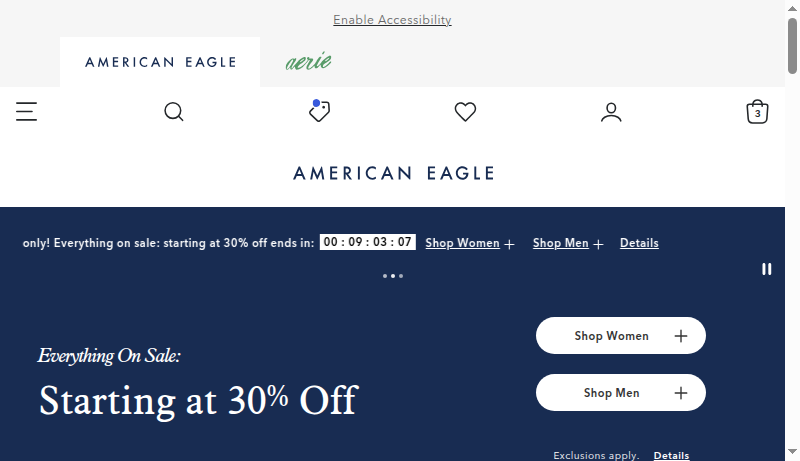 Enable Accessibility
AMERICAN EAGLE
aerie
3
AMERICAN EAGLE
only! Everything on sale: starting at 30% off ends in: 00 : 09 : 03 : 07 Shop Women + Shop Men + Details
Shop Women +
Everything On Sale:
Starting at 30% Off
Shop Men +
Exclusions apply. Details